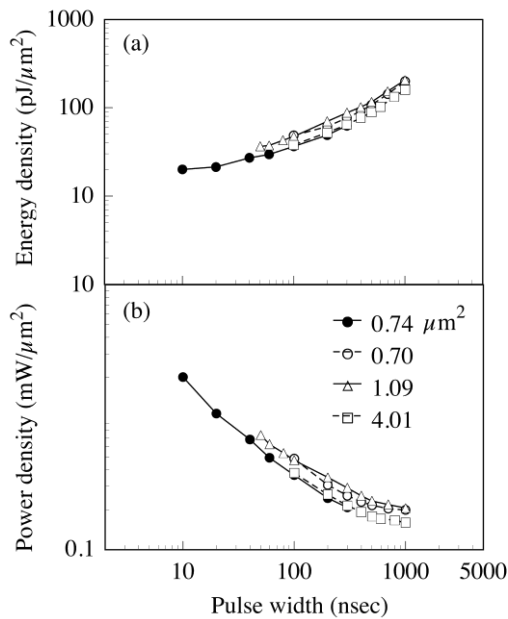 1000
(a)
100
10
10
Energy density (pJ/μm²)
(b)
0.74 μm²
0.70
1.09
4.01
Power density (mW/μm²)
0.1
10 100 1000 5000
Pulse width (nsec)